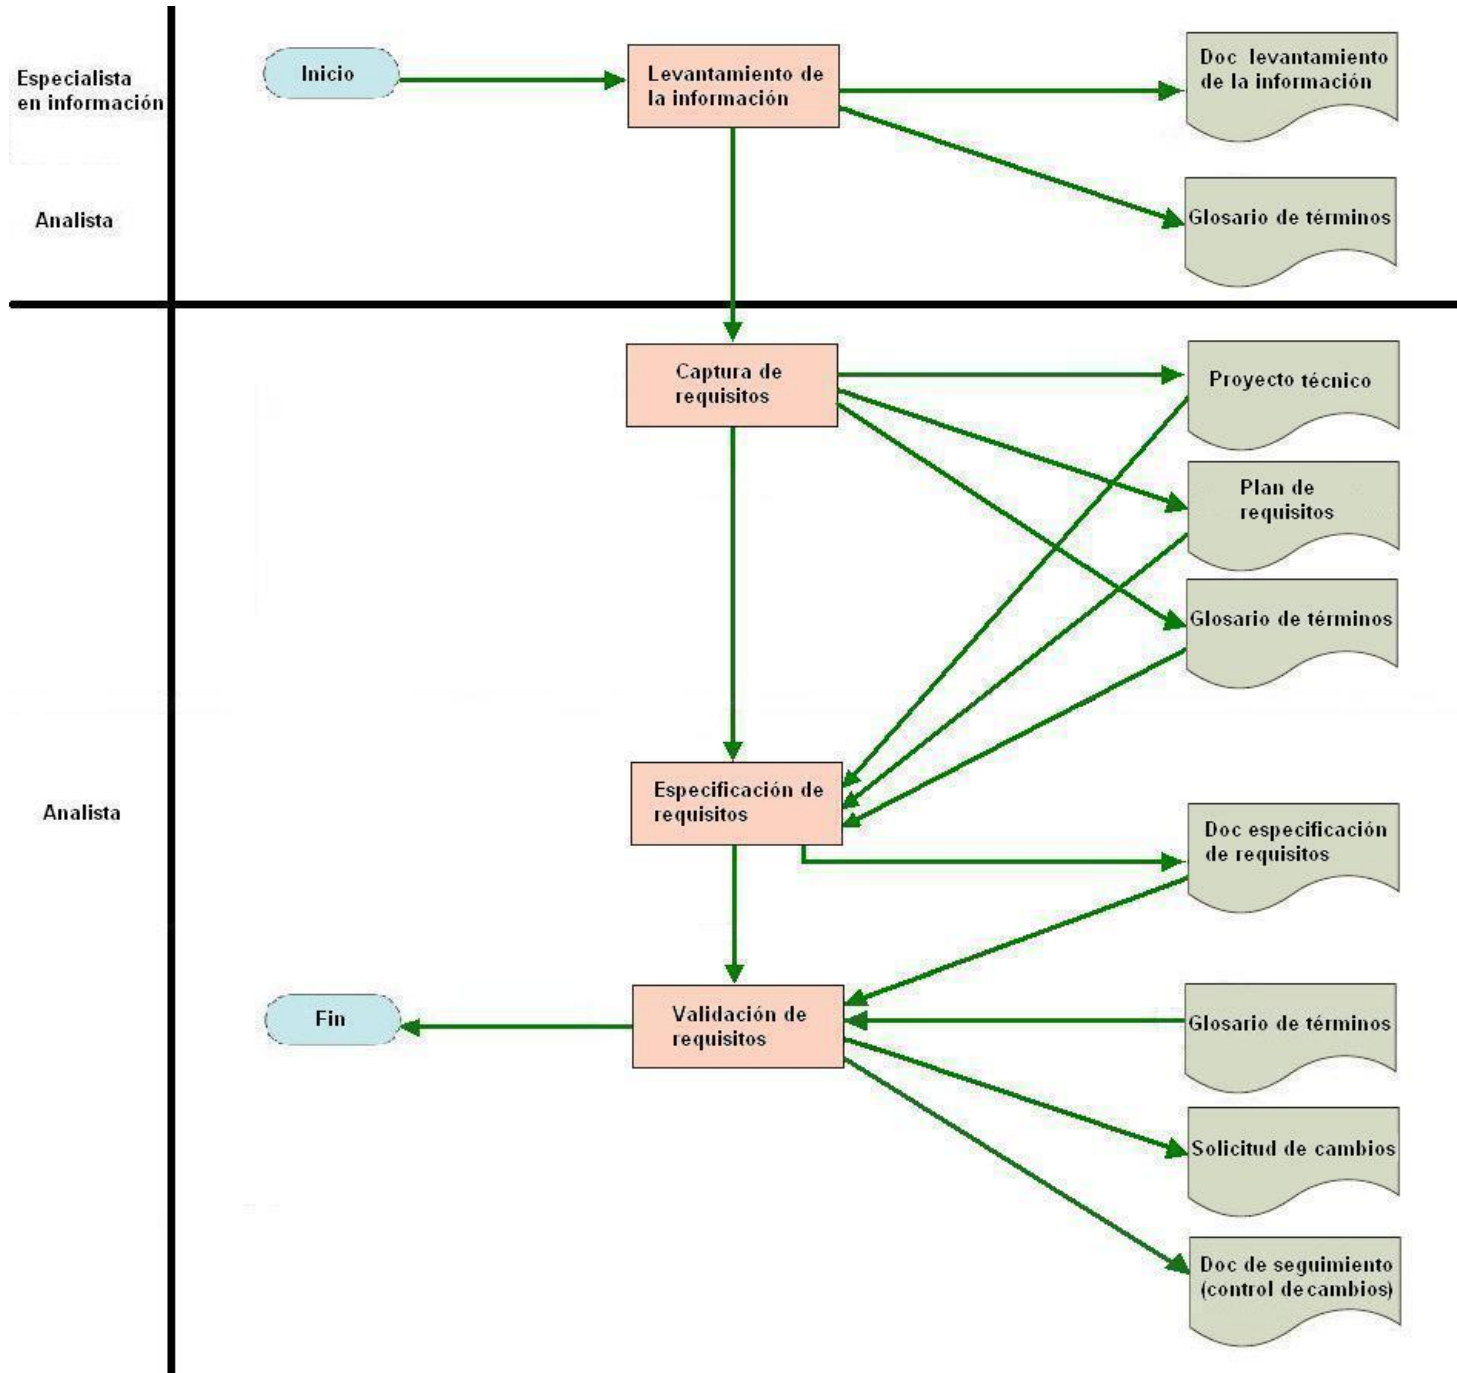 Especialista
en información
Analista
Inicio
Levantamiento de
la información
Doc levantamiento
de la información
Glosario de términos
Captura de
requisitos
Proyecto técnico
Plan de
requisitos
Glosario de términos
Analista
Especificación de
requisitos
Doc especificación
de requisitos
Fin
Validación de
requisitos
Glosario de términos
Solicitud de cambios
Doc de seguimiento
(control de cambios)